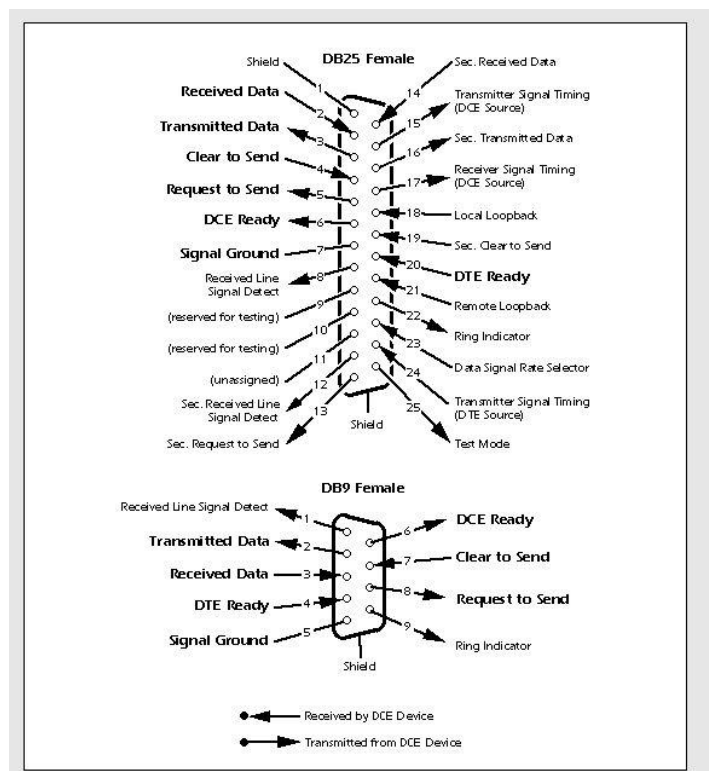 DB25 Female
Shield
1
Received Data
2
Transmitted Data
3
Clear to Send
4
Request to Send
5
DCE Ready
6
Signal Ground
7
Received Line
Signal Detect
8
(reserved for testing)
9
(reserved for testing)
10
(unassigned)
11
Sec. Received Line
Signal Detect
12
Sec. Request to Send
13
Sec. Received Data
14
Transmitter Signal Timing
(DCE Source)
15
Sec. Transmitted Data
16
Receiver Signal Timing
(DCE Source)
17
Local Loopback
18
Sec. Clear to Send
19
DTE Ready
20
Remote Loopback
21
Ring Indicator
22
Data Signal Rate Selector
23
Transmitter Signal Timing
(DTE Source)
24
Test Mode
25
Shield
DB9 Female
Received Line Signal Detect
1
Transmitted Data
2
Received Data
3
DTE Ready
4
Signal Ground
5
DCE Ready
6
Clear to Send
7
Request to Send
8
Ring Indicator
9
Shield
Received by DCE Device
Transmitted from DCE Device